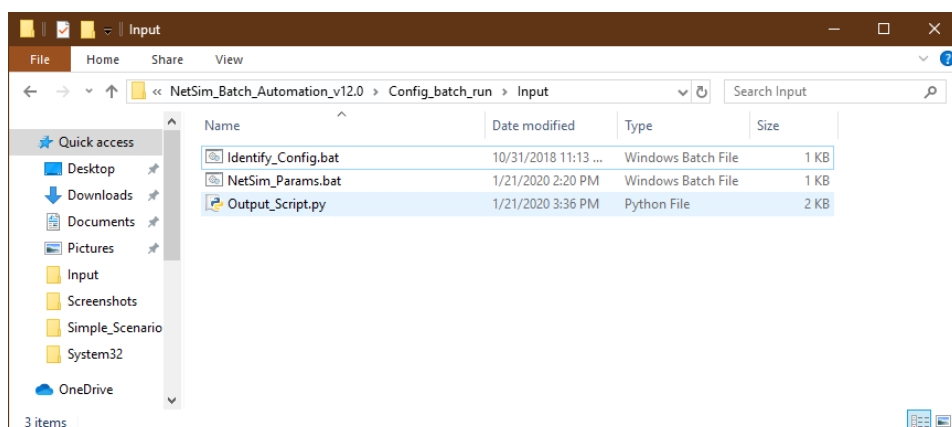 Input
File Home Share View
« NetSim_Batch_Automation_v12.0 > Config_batch_run > Input Search Input
Quick access
Desktop
Downloads
Documents
Pictures
Input
Screenshots
Simple_Scenario
System32
OneDrive
Name Date modified Type Size
Identify_Config.bat 10/31/2018 11:13 ... Windows Batch File 1 KB
NetSim_Params.bat 1/21/2020 2:20 PM Windows Batch File 1 KB
Output_Script.py 1/21/2020 3:36 PM Python File 2 KB
3 items